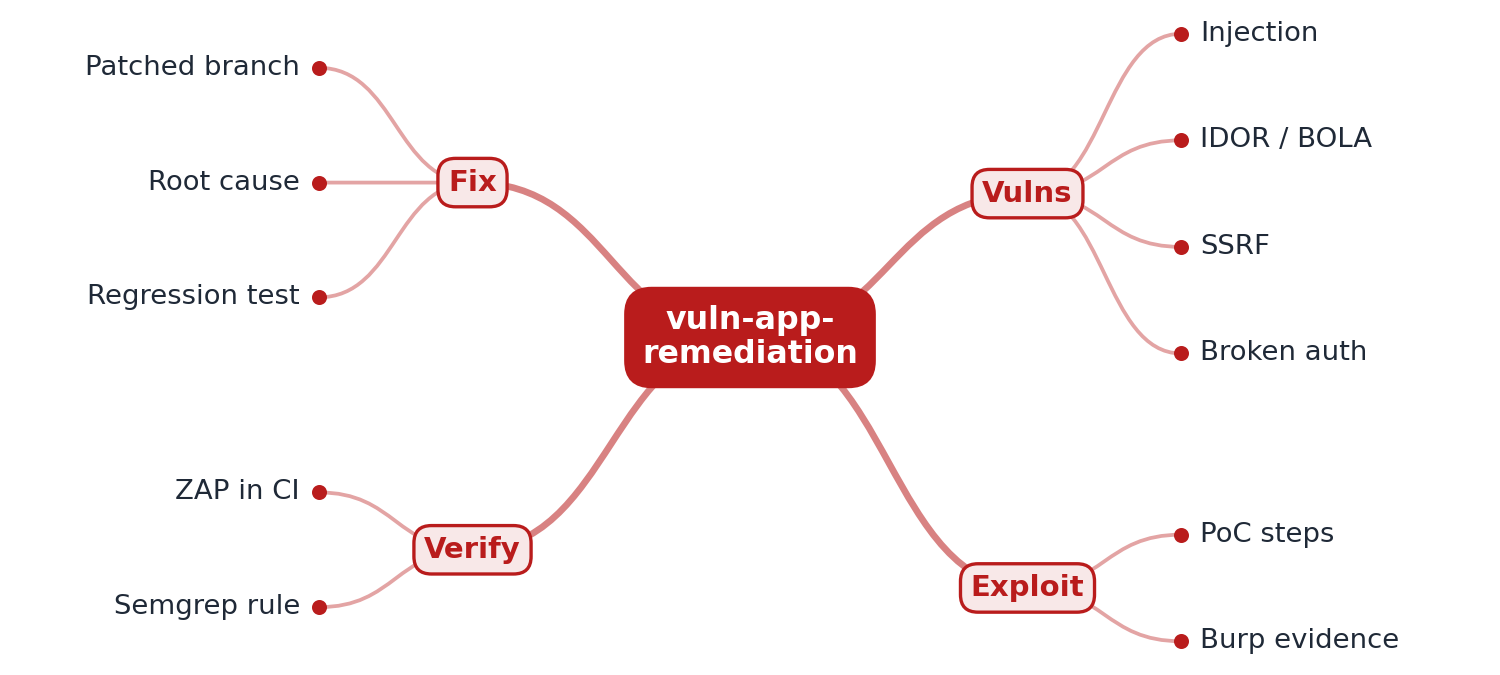 vuln-app-
remediation
Fix
Patched branch
Root cause
Regression test
Vulns
Injection
IDOR / BOLA
SSRF
Broken auth
Verify
ZAP in CI
Semgrep rule
Exploit
PoC steps
Burp evidence